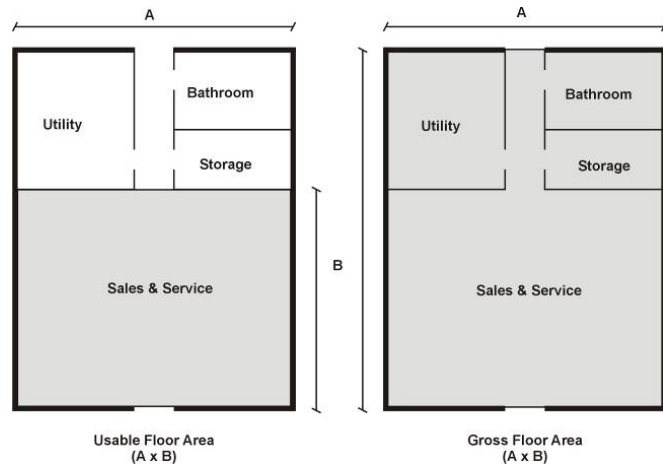 A
Utility
Bathroom
Storage
Sales & Service
B
Usable Floor Area
(A x B)
A
Utility
Bathroom
Storage
Sales & Service
Gross Floor Area
(A x B)